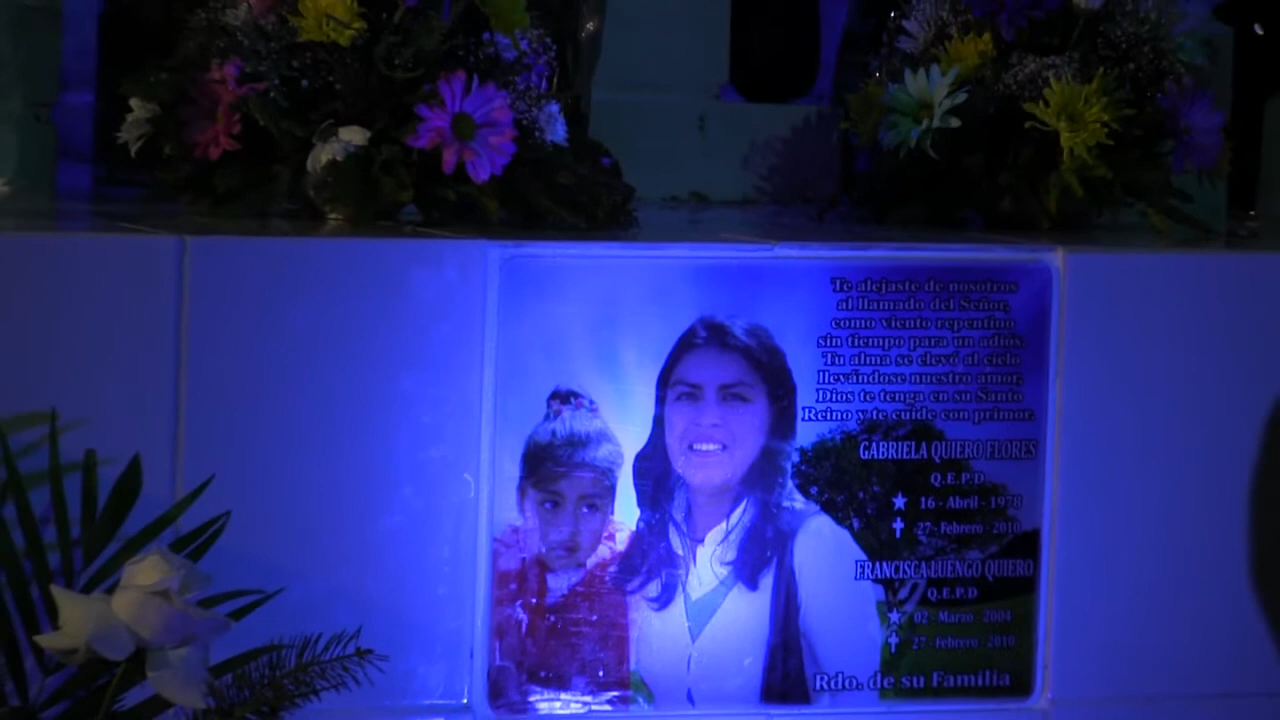 Te alejaste de nosotros
al llamado del Señor,
como viento repentino
sin tiempo para un adiós.
Tu alma se elevó al cielo
llevándose nuestro amor,
Dios te tenga en su Santo
Reino y te cuide con primor.
GABRIELA QUIERO FLORES
Q.E.P.D
16 - Abril - 1978
27 - Febrero - 2010
FRANCISCA LUENGO QUIERO
Q.E.P.D
02 - Marzo - 2004
27 - Febrero - 2010
Rdo. de su Familia